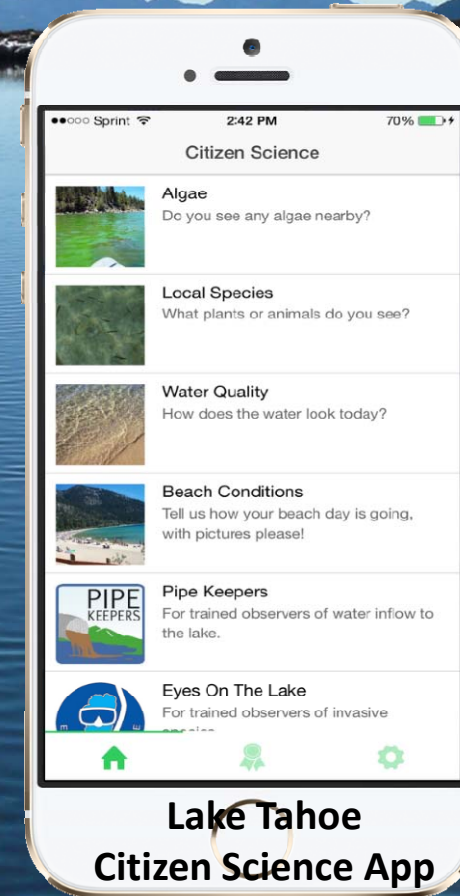 Sprint 2:42 PM 70%
Citizen Science
Algae
Do you see any algae nearby?
Local Species
What plants or animals do you see?
Water Quality
How does the water look today?
Beach Conditions
Tell us how your beach day is going,
with pictures please!
PIPE
KEEPERS
Pipe Keepers
For trained observers of water inflow to
the lake.
Eyes On The Lake
For trained observers of invasive
species
Lake Tahoe
Citizen Science App